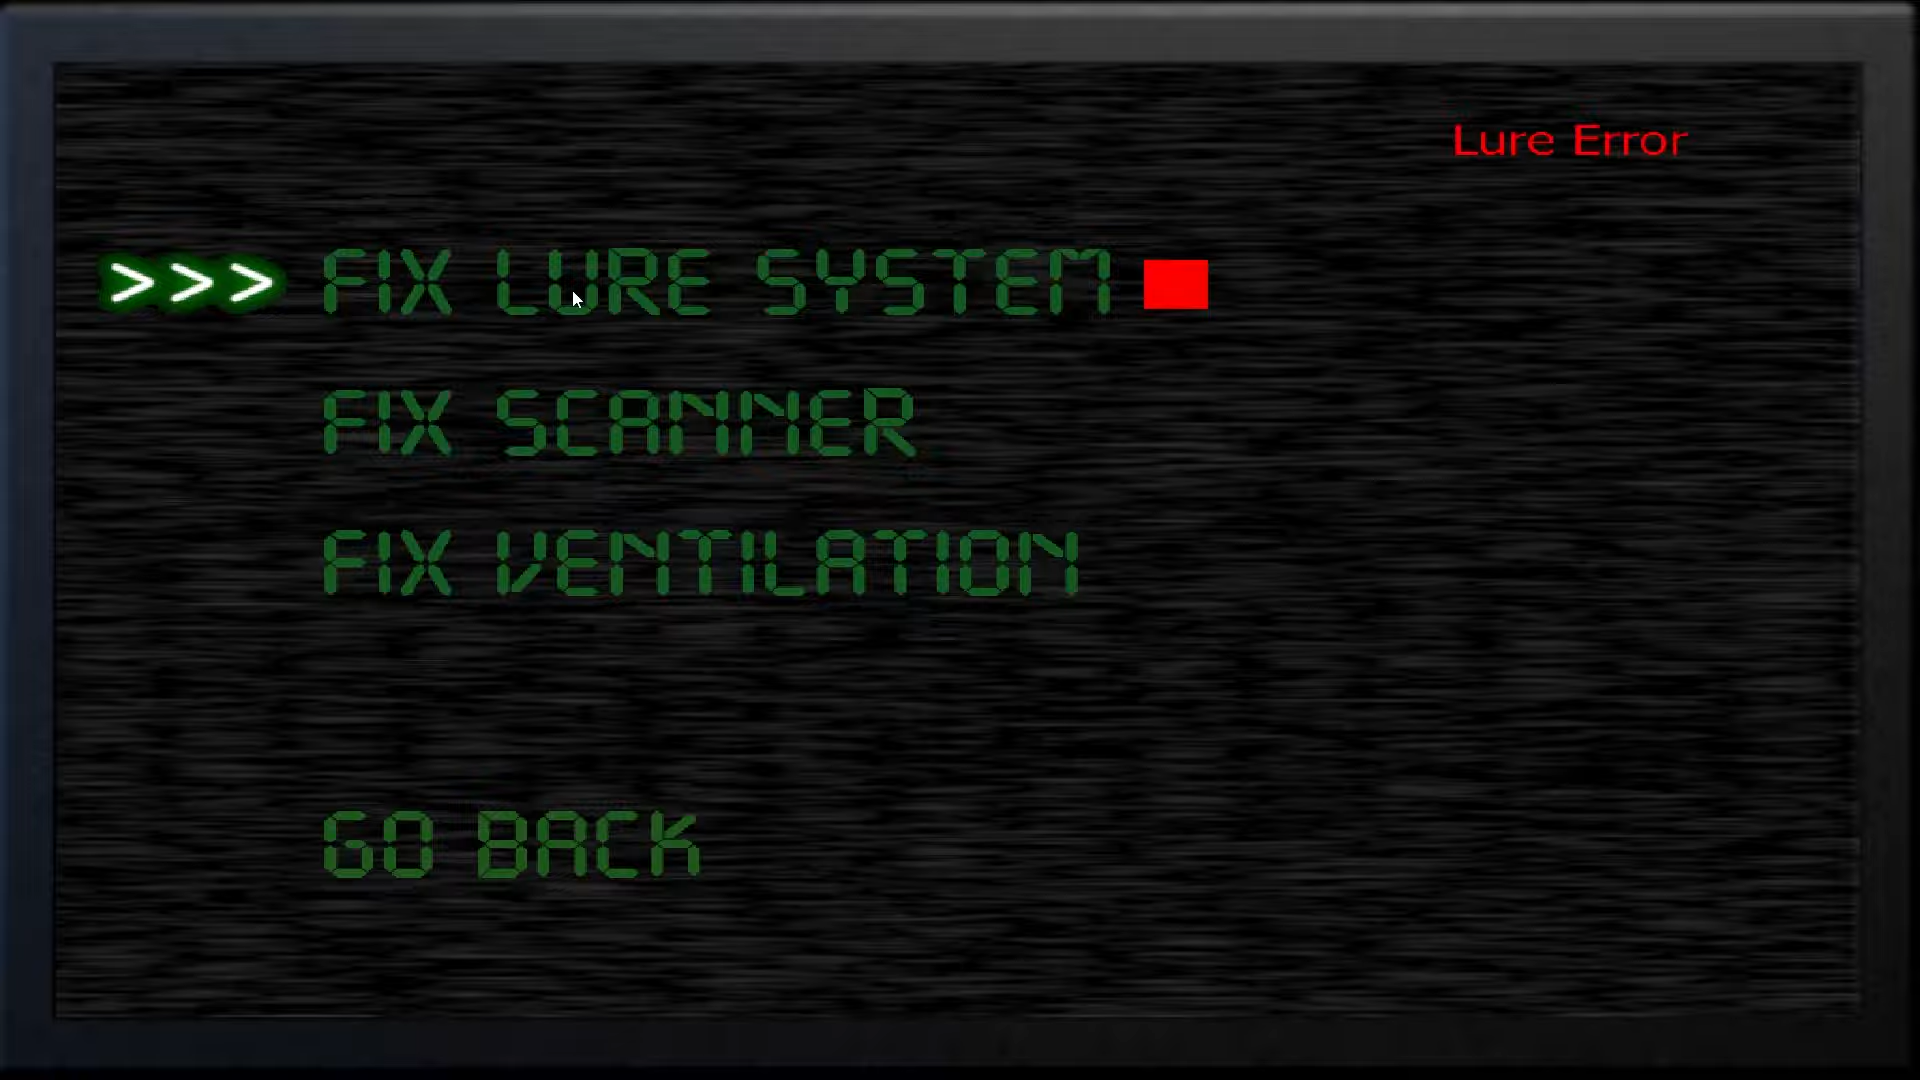 Lure Error
>>> FIX LURE SYSTEM
FIX SCANNER
FIX VENTILATION
GO BACK